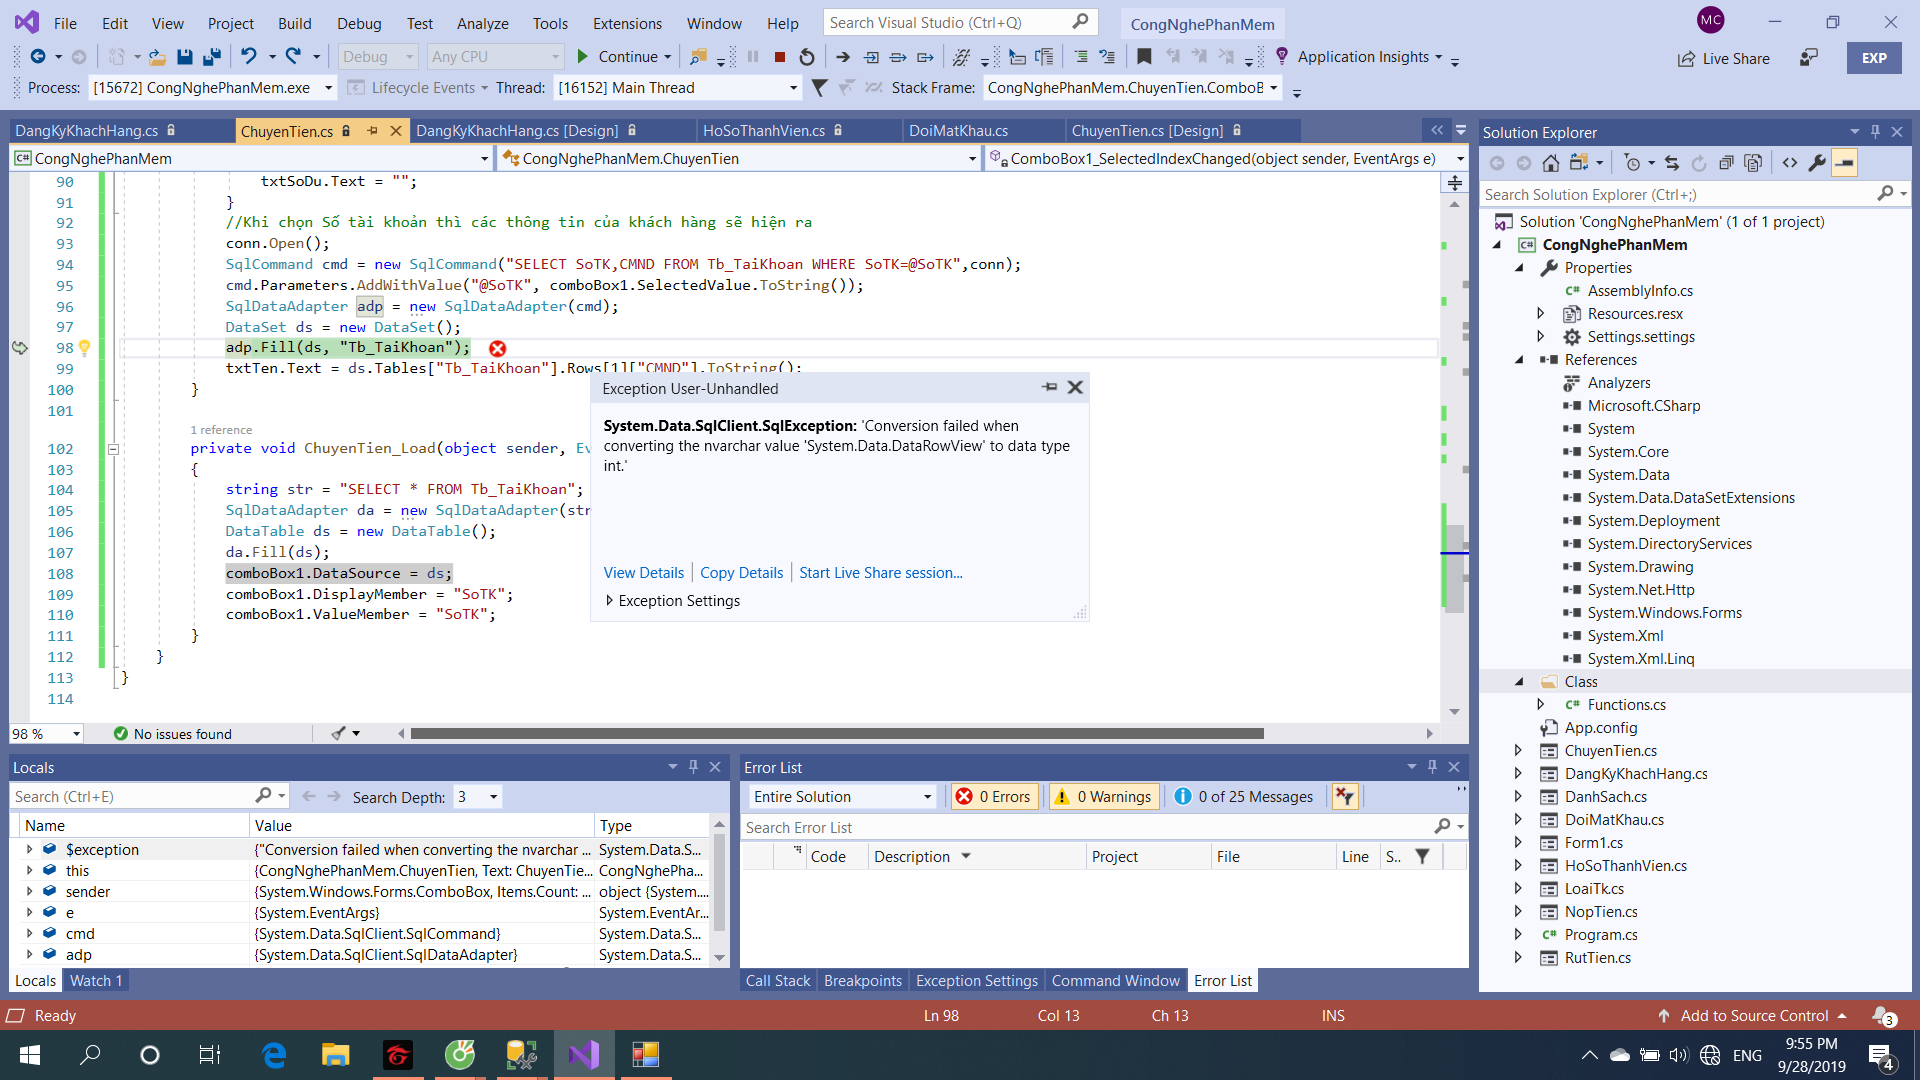 File Edit View Project Build Debug Test Analyze Tools Extensions Window Help Search Visual Studio (Ctrl+Q) CongNghePhanMem MC
Debug Any CPU Continue Application Insights Live Share EXP
Process: [15672] CongNghePhanMem.exe Lifecycle Events Thread: [16152] Main Thread Stack Frame: CongNghePhanMem.ChuyenTien.ComboB
DangKyKhachHang.cs ChuyenTien.cs DangKyKhachHang.cs [Design] HoSoThanhVien.cs DoiMatKhau.cs ChuyenTien.cs [Design]
C# CongNghePhanMem CongNghePhanMem.ChuyenTien ComboBox1_SelectedIndexChanged(object sender, EventArgs e)
90 txtSoDu.Text = "";
91 }
92 //Khi chọn Số tài khoản thì các thông tin của khách hàng sẽ hiện ra
93 conn.Open();
94 SqlCommand cmd = new SqlCommand("SELECT SoTK,CMND FROM Tb_TaiKhoan WHERE SoTK=@SoTK",conn);
95 cmd.Parameters.AddWithValue("@SoTK", comboBox1.SelectedValue.ToString());
96 SqlDataAdapter adp = new SqlDataAdapter(cmd);
97 DataSet ds = new DataSet();
98 adp.Fill(ds, "Tb_TaiKhoan");
99 txtTen.Text = ds.Tables["Tb_TaiKhoan"].Rows[1]["CMND"].ToString();
100 }
101
1 reference
102 private void ChuyenTien_Load(object sender, Ev
103 {
104 string str = "SELECT * FROM Tb_TaiKhoan";
105 SqlDataAdapter da = new SqlDataAdapter(str
106 DataTable ds = new DataTable();
107 da.Fill(ds);
108 comboBox1.DataSource = ds;
109 comboBox1.DisplayMember = "SoTK";
110 comboBox1.ValueMember = "SoTK";
111 }
112 }
113 }
114
Exception User-Unhandled
System.Data.SqlClient.SqlException: 'Conversion failed when
converting the nvarchar value 'System.Data.DataRowView' to data type
int.'
View Details Copy Details Start Live Share session...
Exception Settings
98 % No issues found
Solution Explorer
Search Solution Explorer (Ctrl+;)
Solution 'CongNghePhanMem' (1 of 1 project)
C# CongNghePhanMem
Properties
C# AssemblyInfo.cs
Resources.resx
Settings.settings
References
Analyzers
Microsoft.CSharp
System
System.Core
System.Data
System.Data.DataSetExtensions
System.Deployment
System.DirectoryServices
System.Drawing
System.Net.Http
System.Windows.Forms
System.Xml
System.Xml.Linq
Class
C# Functions.cs
App.config
ChuyenTien.cs
DangKyKhachHang.cs
DanhSach.cs
DoiMatKhau.cs
Form1.cs
HoSoThanhVien.cs
LoaiTk.cs
NopTien.cs
C# Program.cs
RutTien.cs
Locals
Search (Ctrl+E) Search Depth: 3
Name Value Type
$exception {"Conversion failed when converting the nvarchar ... System.Data.S...
this {CongNghePhanMem.ChuyenTien, Text: ChuyenTie... CongNghePha...
sender {System.Windows.Forms.ComboBox, Items.Count: ... object {System....
e {System.EventArgs} System.EventAr...
cmd {System.Data.SqlClient.SqlCommand} System.Data.S...
adp {System.Data.SqlClient.SqlDataAdapter} System.Data.S...
Locals Watch 1
Error List
Entire Solution 0 Errors 0 Warnings 0 of 25 Messages
Search Error List
Code Description Project File Line S..
Call Stack Breakpoints Exception Settings Command Window Error List
Ready Ln 98 Col 13 Ch 13 INS Add to Source Control 3
ENG 9:55 PM
9/28/2019 4